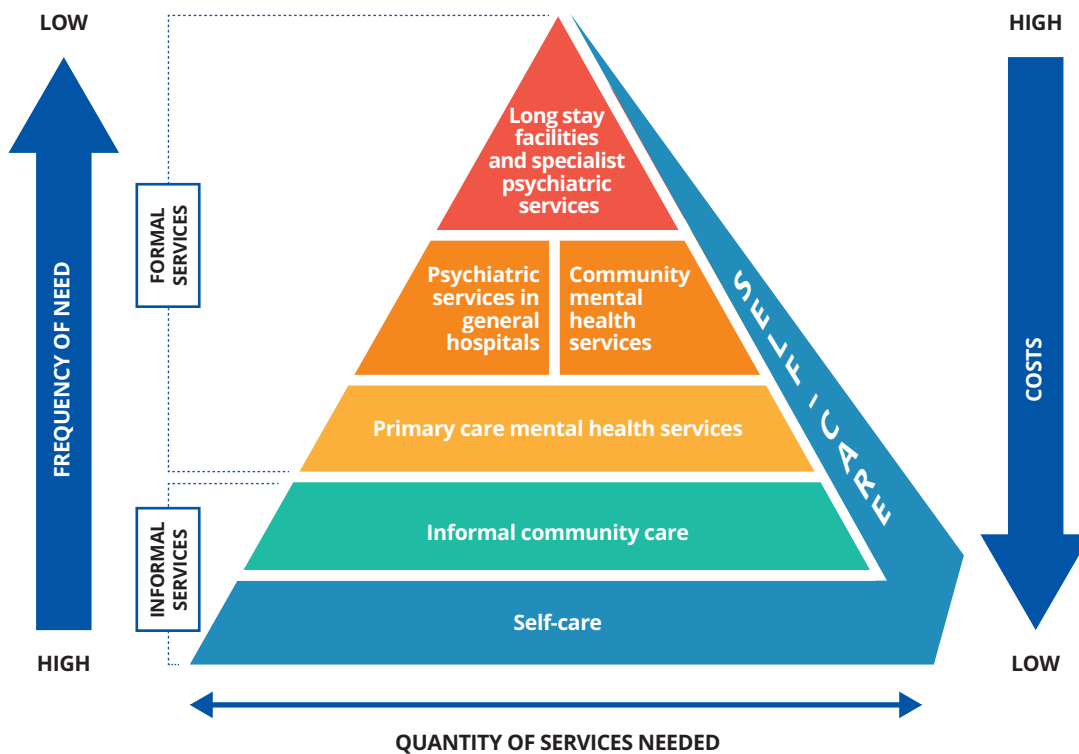 LOW
HIGH
Long stay
facilities
and specialist
psychiatric
services
FORMAL
SERVICES
FREQUENCY OF NEED
Psychiatric
services in
general
hospitals
Community
mental
health
services
SELF-CARE
COSTS
Primary care mental health services
INFORMAL
SERVICES
Informal community care
Self-care
HIGH
LOW
QUANTITY OF SERVICES NEEDED